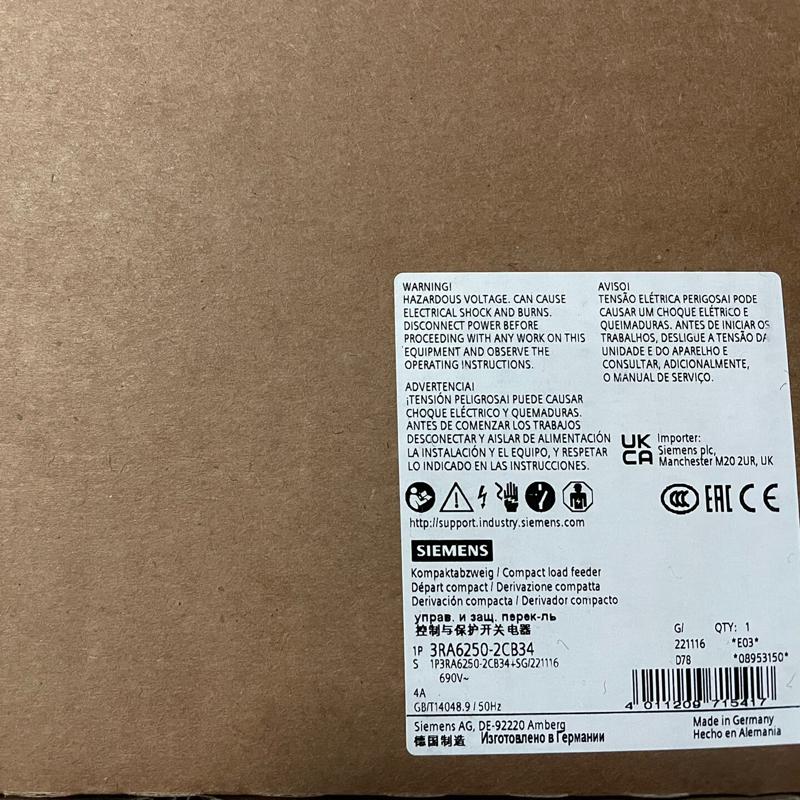 WARNING!
HAZARDOUS VOLTAGE. CAN CAUSE
ELECTRICAL SHOCK AND BURNS.
DISCONNECT POWER BEFORE
PROCEEDING WITH ANY WORK ON THIS
EQUIPMENT AND OBSERVE THE
OPERATING INSTRUCTIONS.
AVISO!
TENSÃO ELÉTRICA PERIGOSA! PODE
CAUSAR UM CHOQUE ELÉTRICO E
QUEIMADURAS. ANTES DE INICIAR OS
TRABALHOS, DESLIGUE A TENSÃO DA
UNIDADE E DO APARELHO E
CONSULTAR, ADICIONALMENTE,
O MANUAL DE SERVIÇO.
ADVERTENCIA!
¡TENSIÓN PELIGROSA! PUEDE CAUSAR
CHOQUE ELÉCTRICO Y QUEMADURAS.
ANTES DE COMENZAR LOS TRABAJOS
DESCONECTAR Y AISLAR DE ALIMENTACIÓN
LA INSTALACIÓN Y EL EQUIPO, Y RESPETAR
LO INDICADO EN LAS INSTRUCCIONES.
UK
CA
Importer:
Siemens plc,
Manchester M20 2UR, UK
CCC EAC CE
http://support.industry.siemens.com
SIEMENS
Kompaktabzweig / Compact load feeder
Départ compact / Derivazione compatta
Derivación compacta / Derivador compacto
управ. и защ. перек-ль
控制与保护开关电器
G/ QTY: 1
1P 3RA6250-2CB34
221116 *E03*
S 1P3RA6250-2CB34+SG/221116
D78 *08953150*
690V~
4A
GB/T14048.9 / 50Hz
4 011209 715417
Siemens AG, DE-92220 Amberg
德国制造 Изготовлено в Германии
Made in Germany
Hecho en Alemania